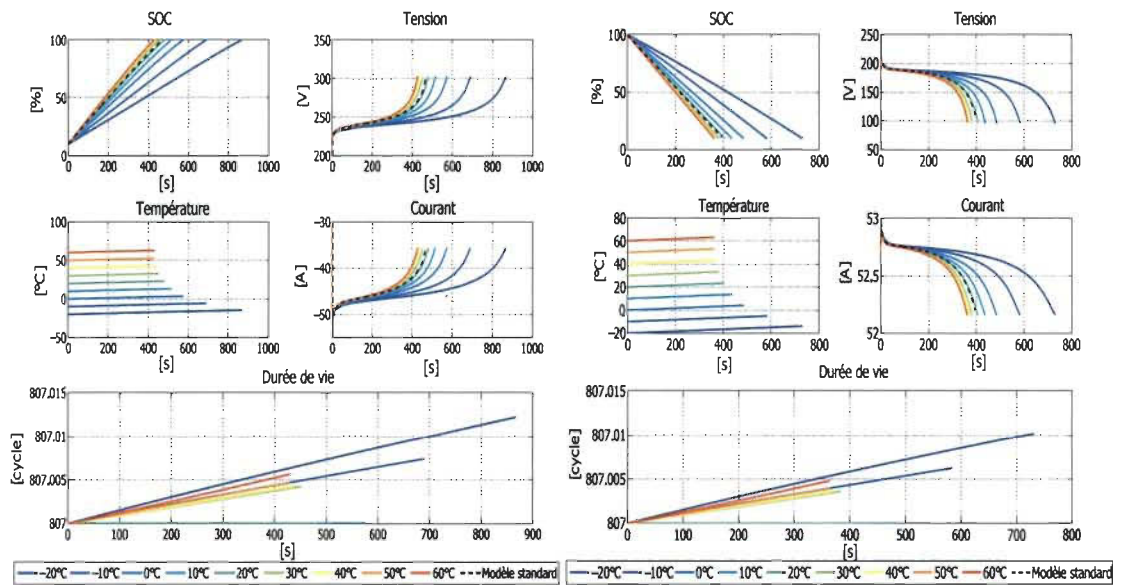 SOC
100
50
0
[%]
0 200 400 600 800 1000
[s]
Tension
350
300
250
200
[V]
0 200 400 600 800 1000
[s]
SOC
100
50
0
[%]
0 200 400 600 800
[s]
Tension
250
200
150
100
50
[V]
0 200 400 600 800
[s]
Température
100
50
0
−50
[ºC]
0 200 400 600 800 1000
[s]
Courant
−30
−40
−50
[A]
0 200 400 600 800 1000
[s]
Température
80
60
40
20
0
−20
[ºC]
0 200 400 600 800
[s]
Courant
53
52,5
52
[A]
0 200 400 600 800
[s]
Durée de vie
807.015
807.01
807.005
807
[cycle]
0 100 200 300 400 500 600 700 800 900
[s]
Durée de vie
807.015
807.01
807.005
807
[cycle]
0 100 200 300 400 500 600 700 800
[s]
−20ºC −10ºC 0ºC 10ºC 20ºC 30ºC 40ºC 50ºC 60ºC Modèle standard
−20ºC −10ºC 0ºC 10ºC 20ºC 30ºC 40ºC 50ºC 60ºC Modèle standard